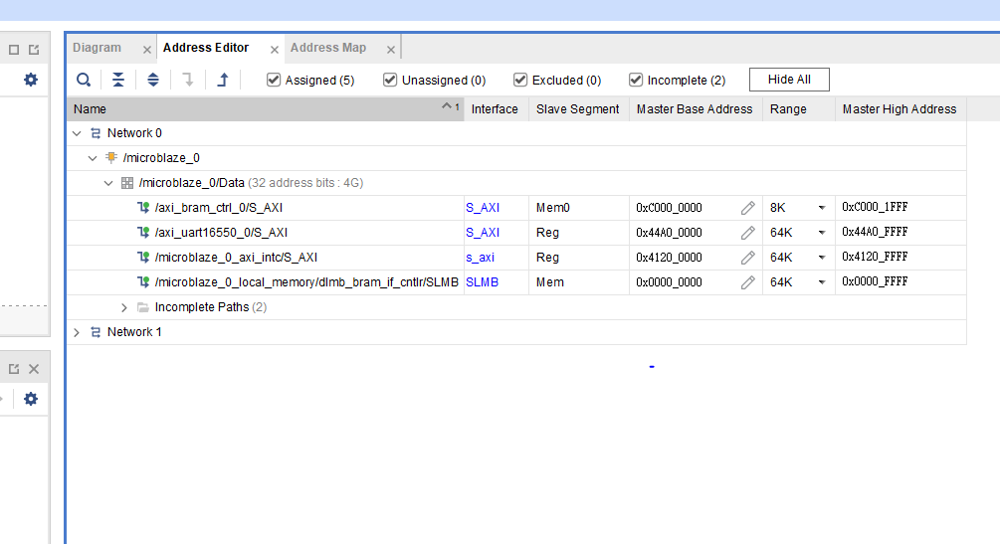 Diagram Address Editor Address Map
Assigned (5) Unassigned (0) Excluded (0) Incomplete (2) Hide All
Name 1 Interface Slave Segment Master Base Address Range Master High Address
Network 0
/microblaze_0
/microblaze_0/Data (32 address bits : 4G)
/axi_bram_ctrl_0/S_AXI S_AXI Mem0 0xC000_0000 8K 0xC000_1FFF
/axi_uart16550_0/S_AXI S_AXI Reg 0x44A0_0000 64K 0x44A0_FFFF
/microblaze_0_axi_intc/S_AXI s_axi Reg 0x4120_0000 64K 0x4120_FFFF
/microblaze_0_local_memory/dlmb_bram_if_cntlr/SLMB SLMB Mem 0x0000_0000 64K 0x0000_FFFF
Incomplete Paths (2)
Network 1